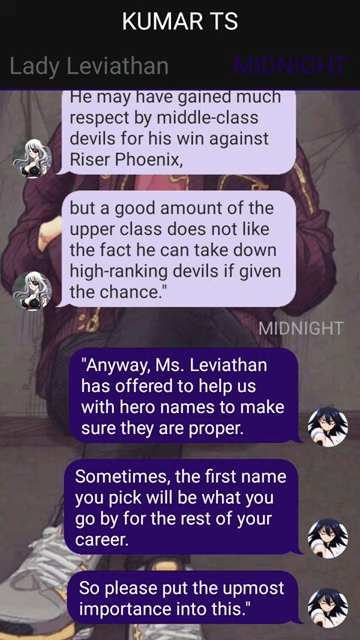 KUMAR TS
Lady Leviathan
MIDNIGHT
He may have gained much
respect by middle-class
devils for his win against
Riser Phoenix,
but a good amount of the
upper class does not like
the fact he can take down
high-ranking devils if given
the chance."
MIDNIGHT
"Anyway, Ms. Leviathan
has offered to help us
with hero names to make
sure they are proper.
Sometimes, the first name
you pick will be what you
go by for the rest of your
career.
So please put the upmost
importance into this."